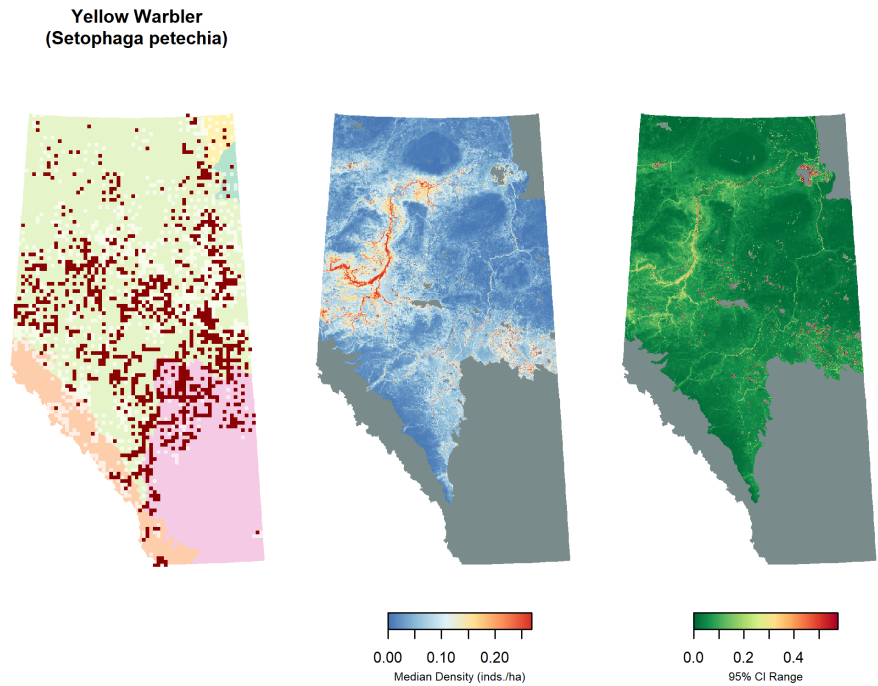 Yellow Warbler
(Setophaga petechia)
0.00 0.10 0.20
Median Density (inds./ha)
0.0 0.2 0.4
95% CI Range